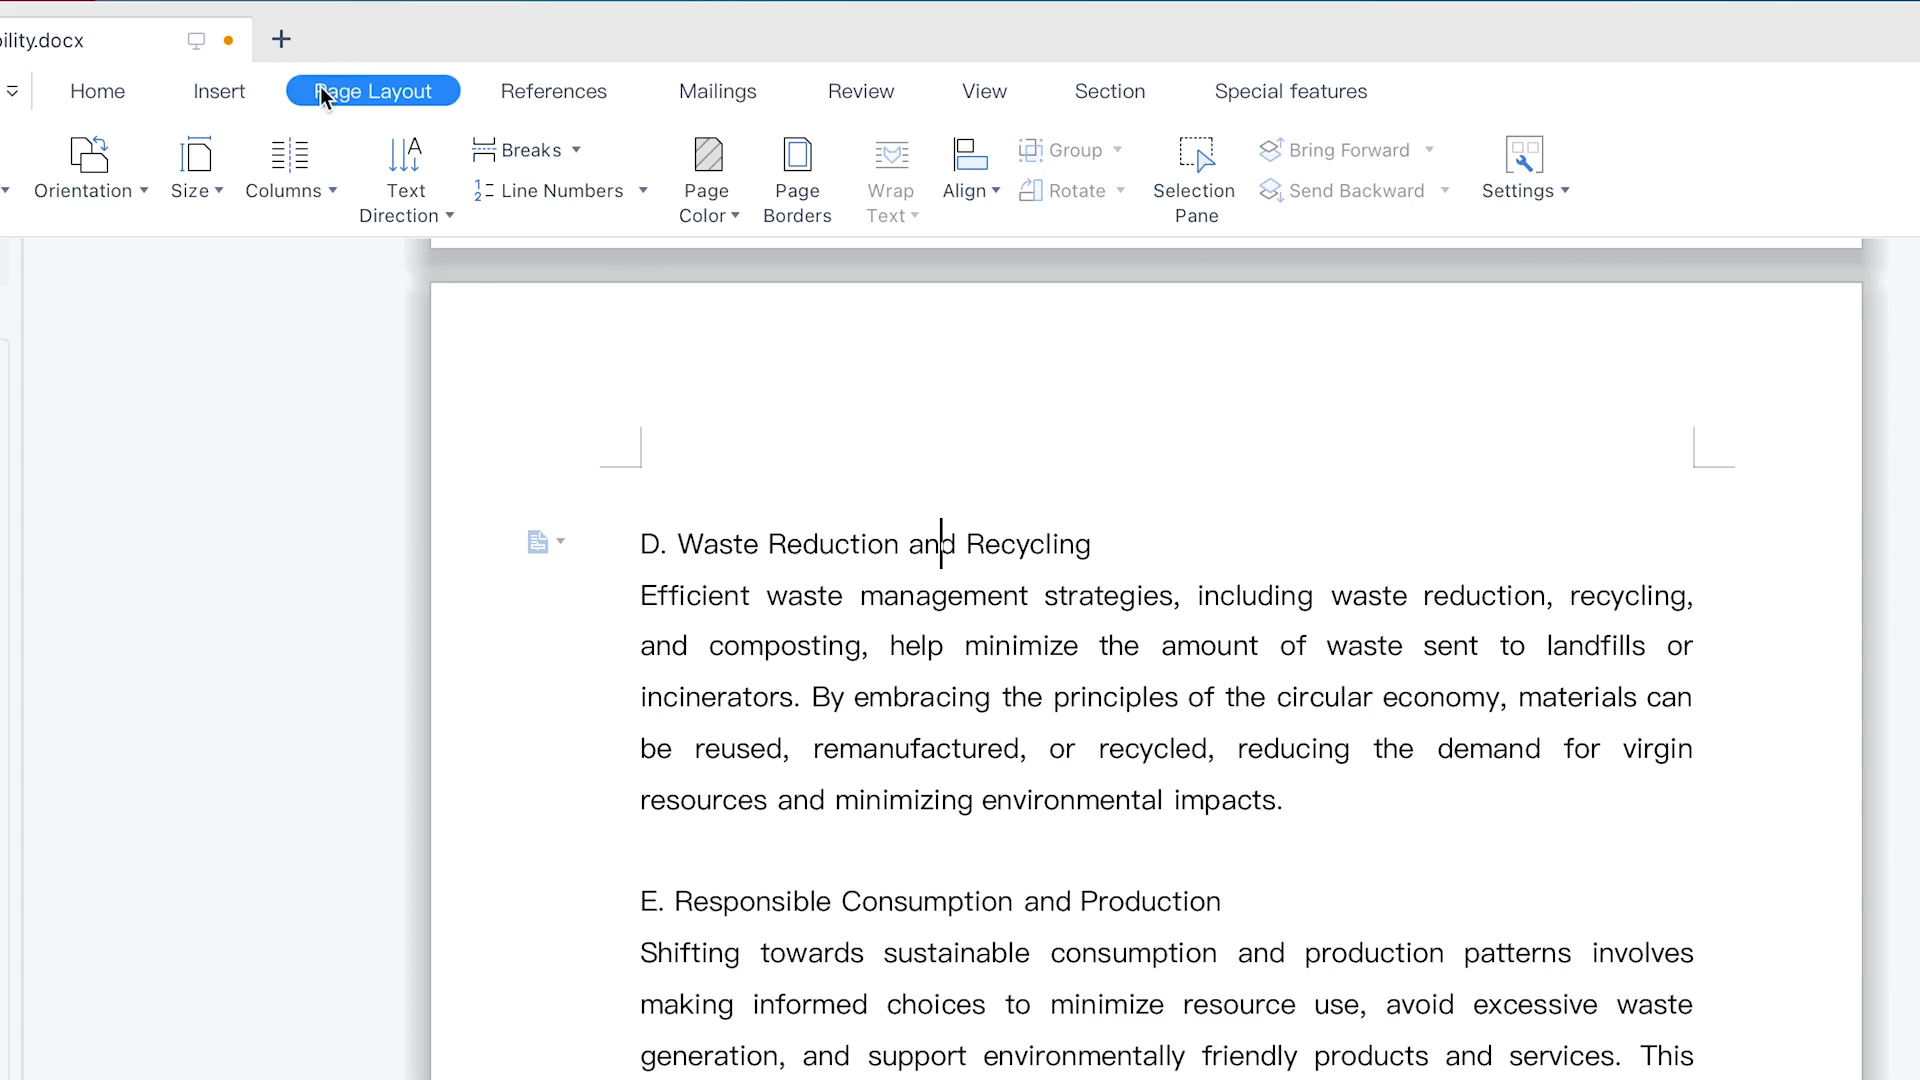 ility.docx
Home Insert Page Layout References Mailings Review View Section Special features
Orientation Size Columns Text Direction Breaks Line Numbers Page Color Page Borders Wrap Text Align Group Rotate Selection Pane Bring Forward Send Backward Settings
D. Waste Reduction and Recycling
Efficient waste management strategies, including waste reduction, recycling,
and composting, help minimize the amount of waste sent to landfills or
incinerators. By embracing the principles of the circular economy, materials can
be reused, remanufactured, or recycled, reducing the demand for virgin
resources and minimizing environmental impacts.
E. Responsible Consumption and Production
Shifting towards sustainable consumption and production patterns involves
making informed choices to minimize resource use, avoid excessive waste
generation, and support environmentally friendly products and services. This